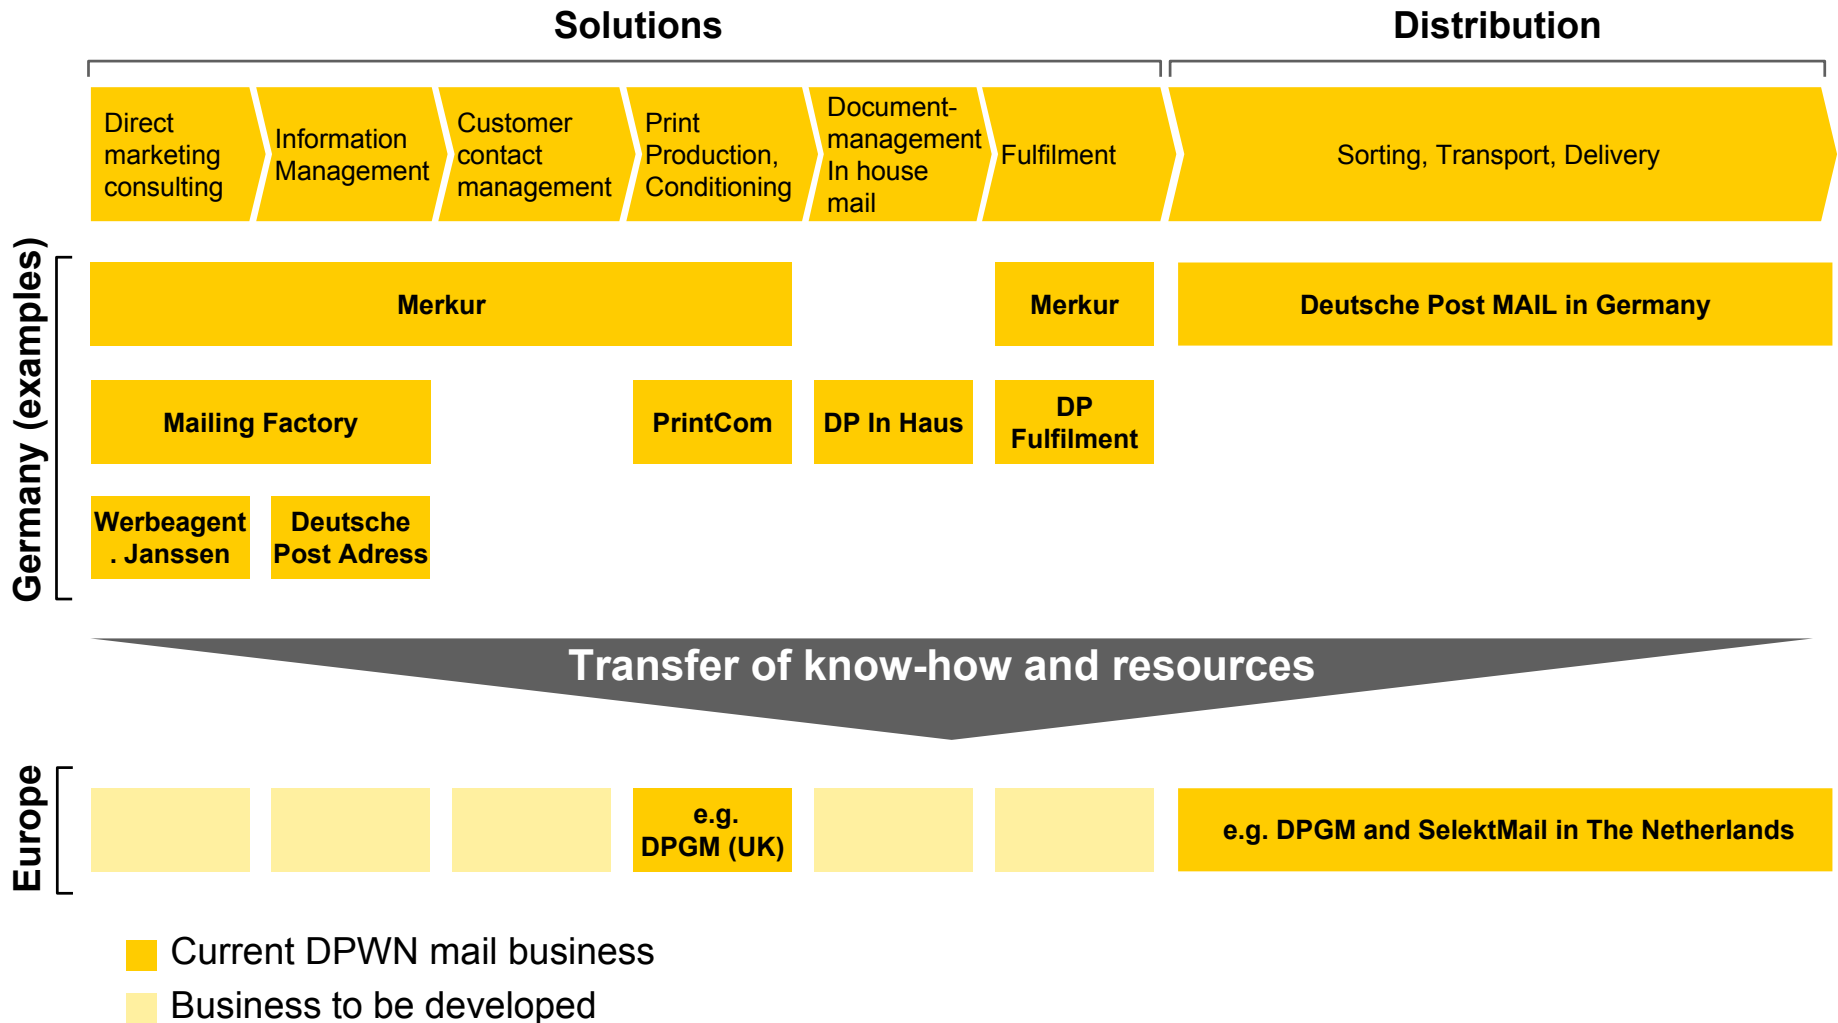 Solutions
Distribution
Direct
marketing
consulting
Information
Management
Customer
contact
management
Print
Production,
Conditioning
Document-
management
In house
mail
Fulfilment
Sorting, Transport, Delivery
Germany (examples)
Merkur
Merkur
Deutsche Post MAIL in Germany
Mailing Factory
PrintCom
DP In Haus
DP
Fulfilment
Werbeagent
. Janssen
Deutsche
Post Adress
Transfer of know-how and resources
Europe
e.g.
DPGM (UK)
e.g. DPGM and SelektMail in The Netherlands
Current DPWN mail business
Business to be developed